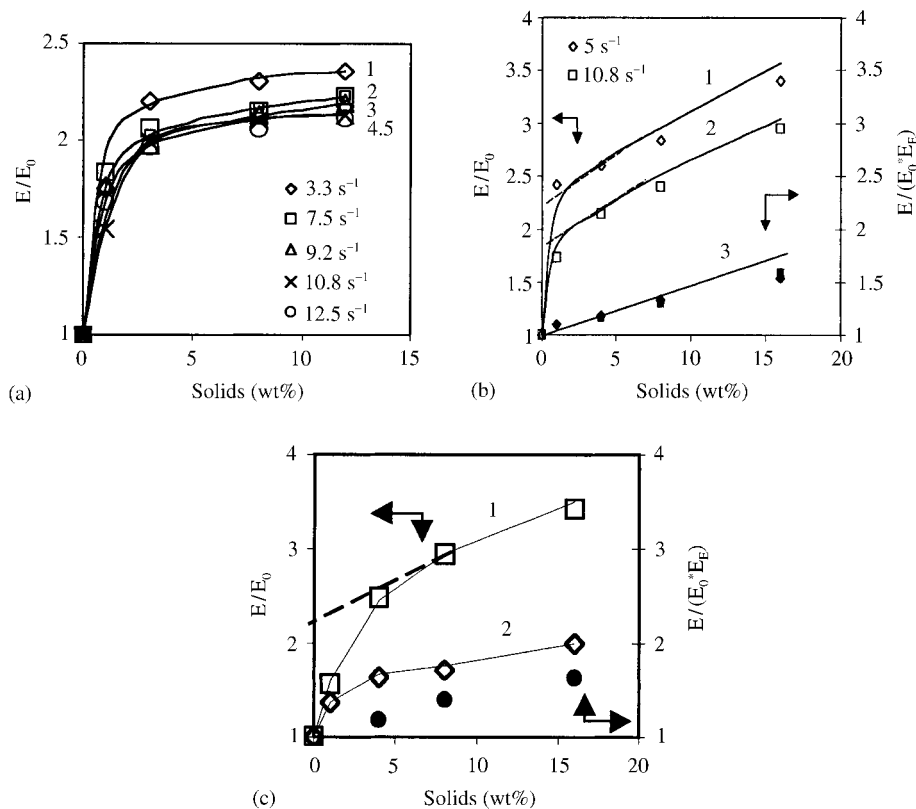 2.5
2
1.5
1
E/E₀
0
5
10
15
Solids (wt%)
1
2
3
4.5
3.3 s⁻¹
7.5 s⁻¹
9.2 s⁻¹
10.8 s⁻¹
12.5 s⁻¹
(a)
4
3.5
3
2.5
2
1.5
1
E/E₀
5 s⁻¹
10.8 s⁻¹
1
2
3
4
3.5
3
2.5
2
1.5
1
E/(E₀*E_E)
0
5
10
15
20
Solids (wt%)
(b)
4
3
2
1
E/E₀
1
2
4
3
2
1
E/(E₀*E_E)
0
5
10
15
20
Solids (wt%)
(c)